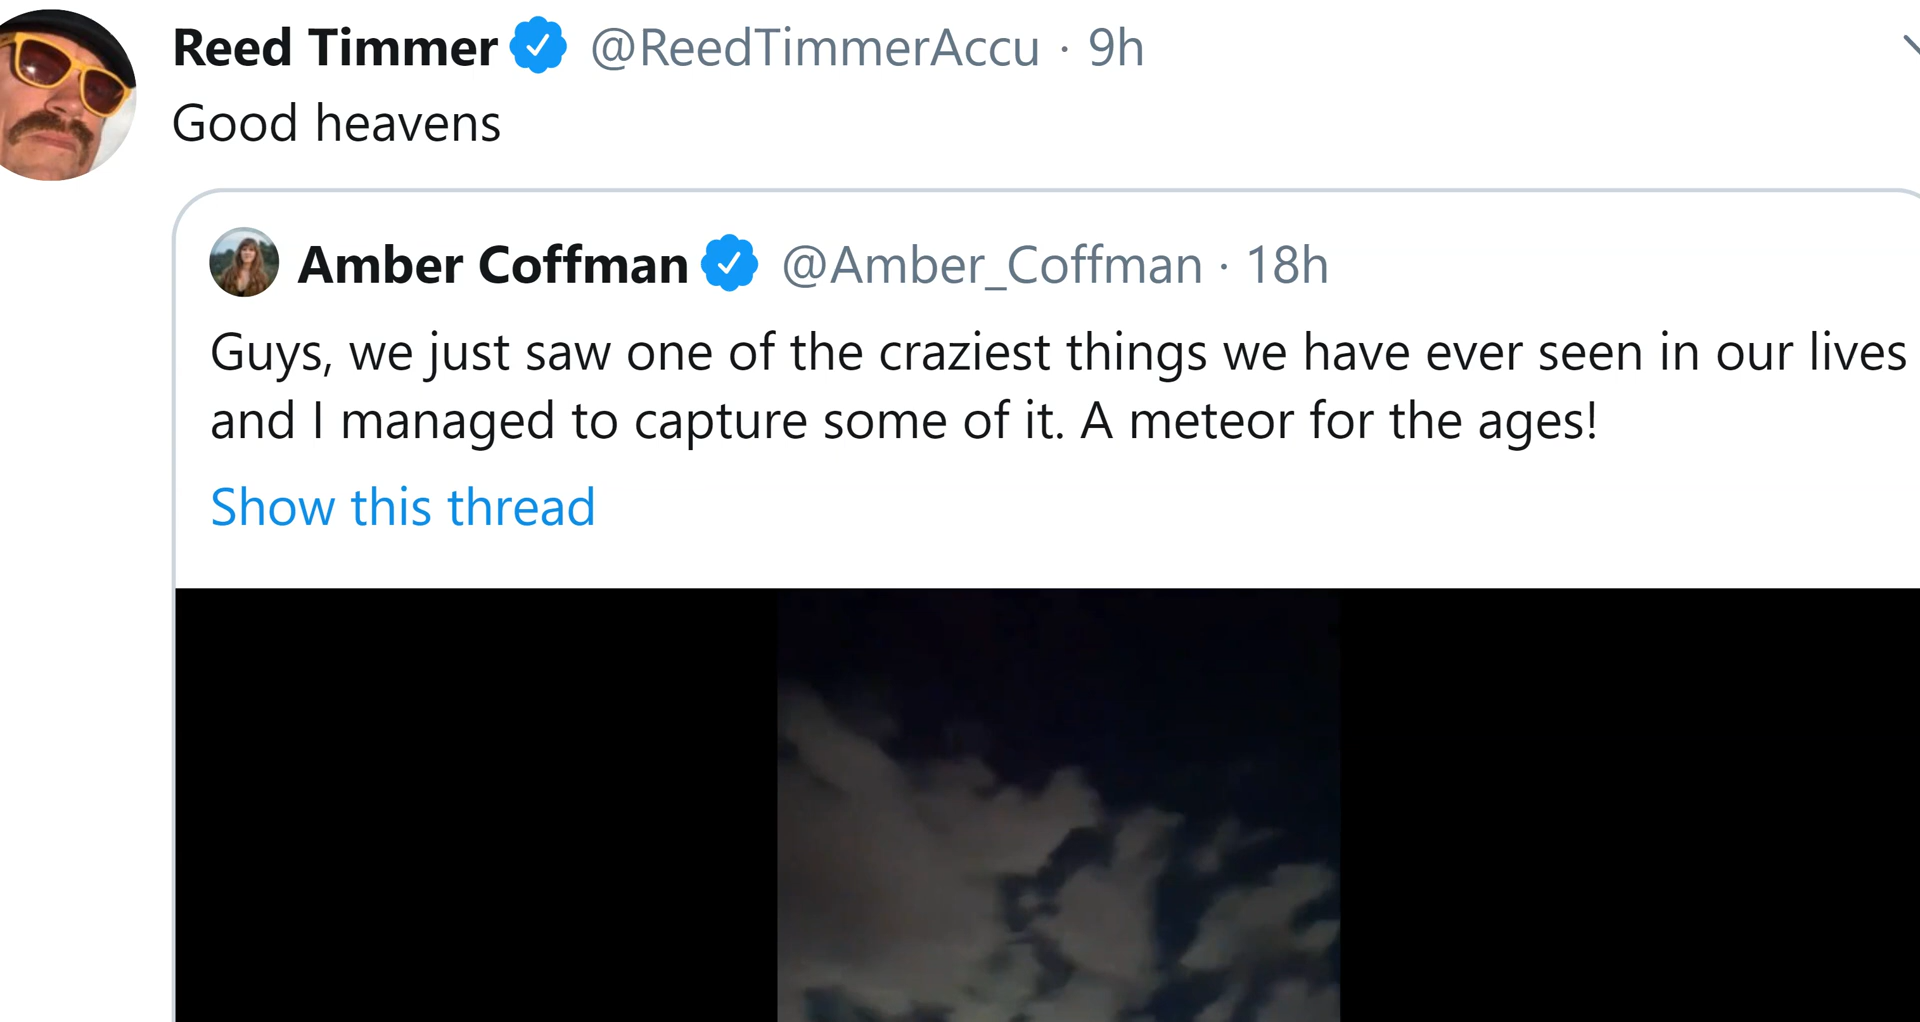 Reed Timmer @ReedTimmerAccu · 9h
Good heavens
Amber Coffman @Amber_Coffman · 18h
Guys, we just saw one of the craziest things we have ever seen in our lives
and I managed to capture some of it. A meteor for the ages!
Show this thread